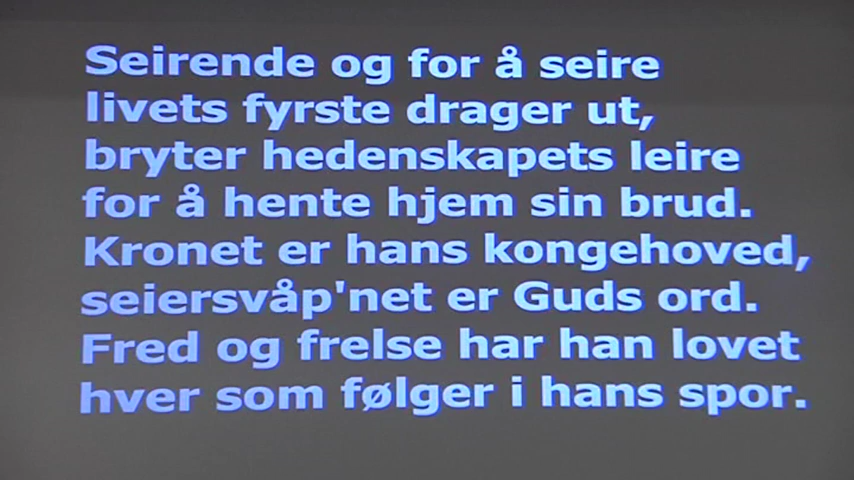 Seirende og for å seire
livets fyrste drager ut,
bryter hedenskapets leire
for å hente hjem sin brud.
Kronet er hans kongehoved,
seiersvåp'net er Guds ord.
Fred og frelse har han lovet
hver som følger i hans spor.